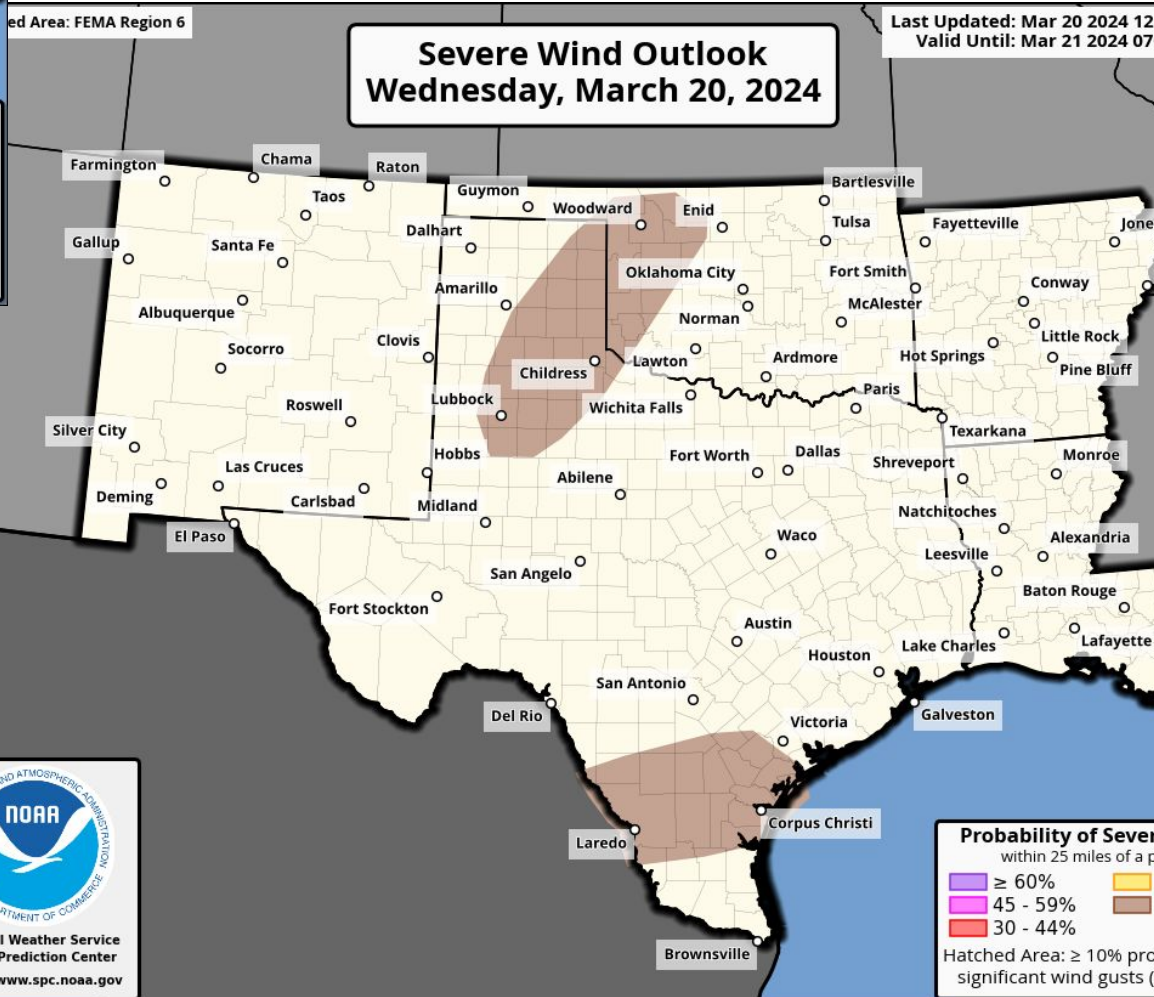 ed Area: FEMA Region 6
Severe Wind Outlook
Wednesday, March 20, 2024
Last Updated: Mar 20 2024 12
Valid Until: Mar 21 2024 07
Farmington
Chama
Raton
Taos
Guymon
Woodward
Enid
Bartlesville
Gallup
Santa Fe
Dalhart
Tulsa
Fayetteville
Jone
Albuquerque
Amarillo
Oklahoma City
Fort Smith
Conway
Norman
McAlester
Socorro
Clovis
Childress
Lawton
Ardmore
Hot Springs
Little Rock
Pine Bluff
Roswell
Lubbock
Wichita Falls
Paris
Texarkana
Silver City
Las Cruces
Hobbs
Fort Worth
Dallas
Shreveport
Monroe
Deming
Carlsbad
Midland
Abilene
Natchitoches
El Paso
San Angelo
Waco
Leesville
Alexandria
Fort Stockton
Baton Rouge
Austin
Houston
Lake Charles
Lafayette
San Antonio
Del Rio
Victoria
Galveston
Laredo
Corpus Christi
Brownsville
ND ATMOSPHERIC ADMINISTRATION
NOAA
RTMENT OF COMMERCE
l Weather Service
Prediction Center
www.spc.noaa.gov
Probability of Sever
within 25 miles of a p
≥ 60%
45 - 59%
30 - 44%
Hatched Area: ≥ 10% pro
significant wind gusts (